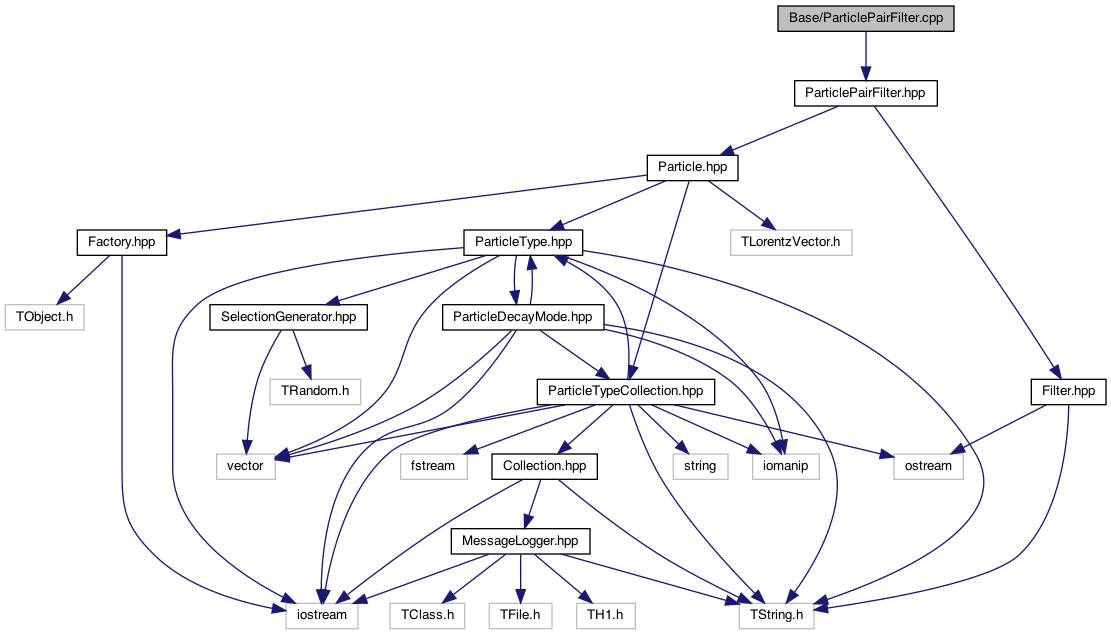 Base/ParticlePairFilter.cpp
ParticlePairFilter.hpp
Particle.hpp
Factory.hpp
ParticleType.hpp
TLorentzVector.h
TObject.h
SelectionGenerator.hpp
ParticleDecayMode.hpp
TRandom.h
ParticleTypeCollection.hpp
Filter.hpp
vector
fstream
Collection.hpp
string
iomanip
ostream
MessageLogger.hpp
iostream
TClass.h
TFile.h
TH1.h
TString.h